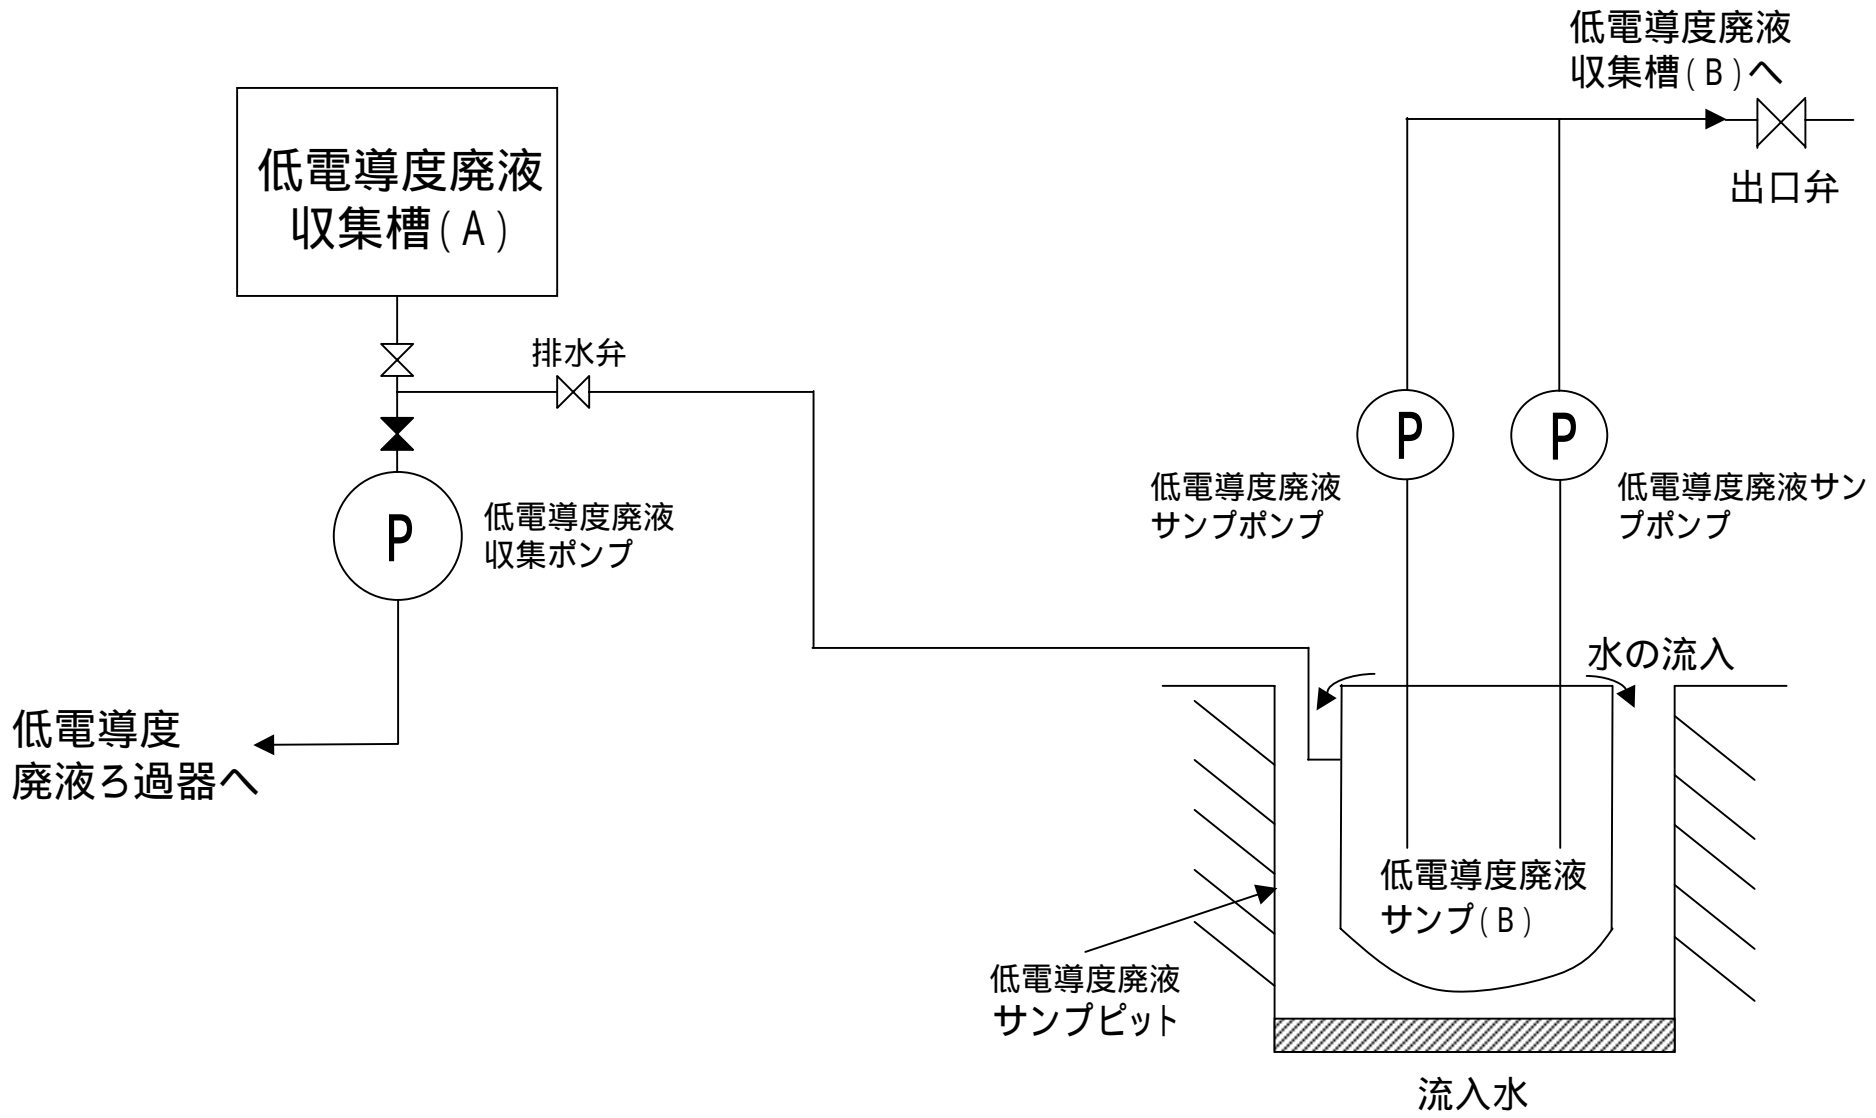 低電導度廃液
収集槽(B)へ
出口弁
低電導度廃液
収集槽(A)
排水弁
P
低電導度廃液
収集ポンプ
低電導度
廃液ろ過器へ
P
P
低電導度廃液
サンプポンプ
低電導度廃液サン
プポンプ
水の流入
低電導度廃液
サンプ(B)
低電導度廃液
サンプピット
流入水